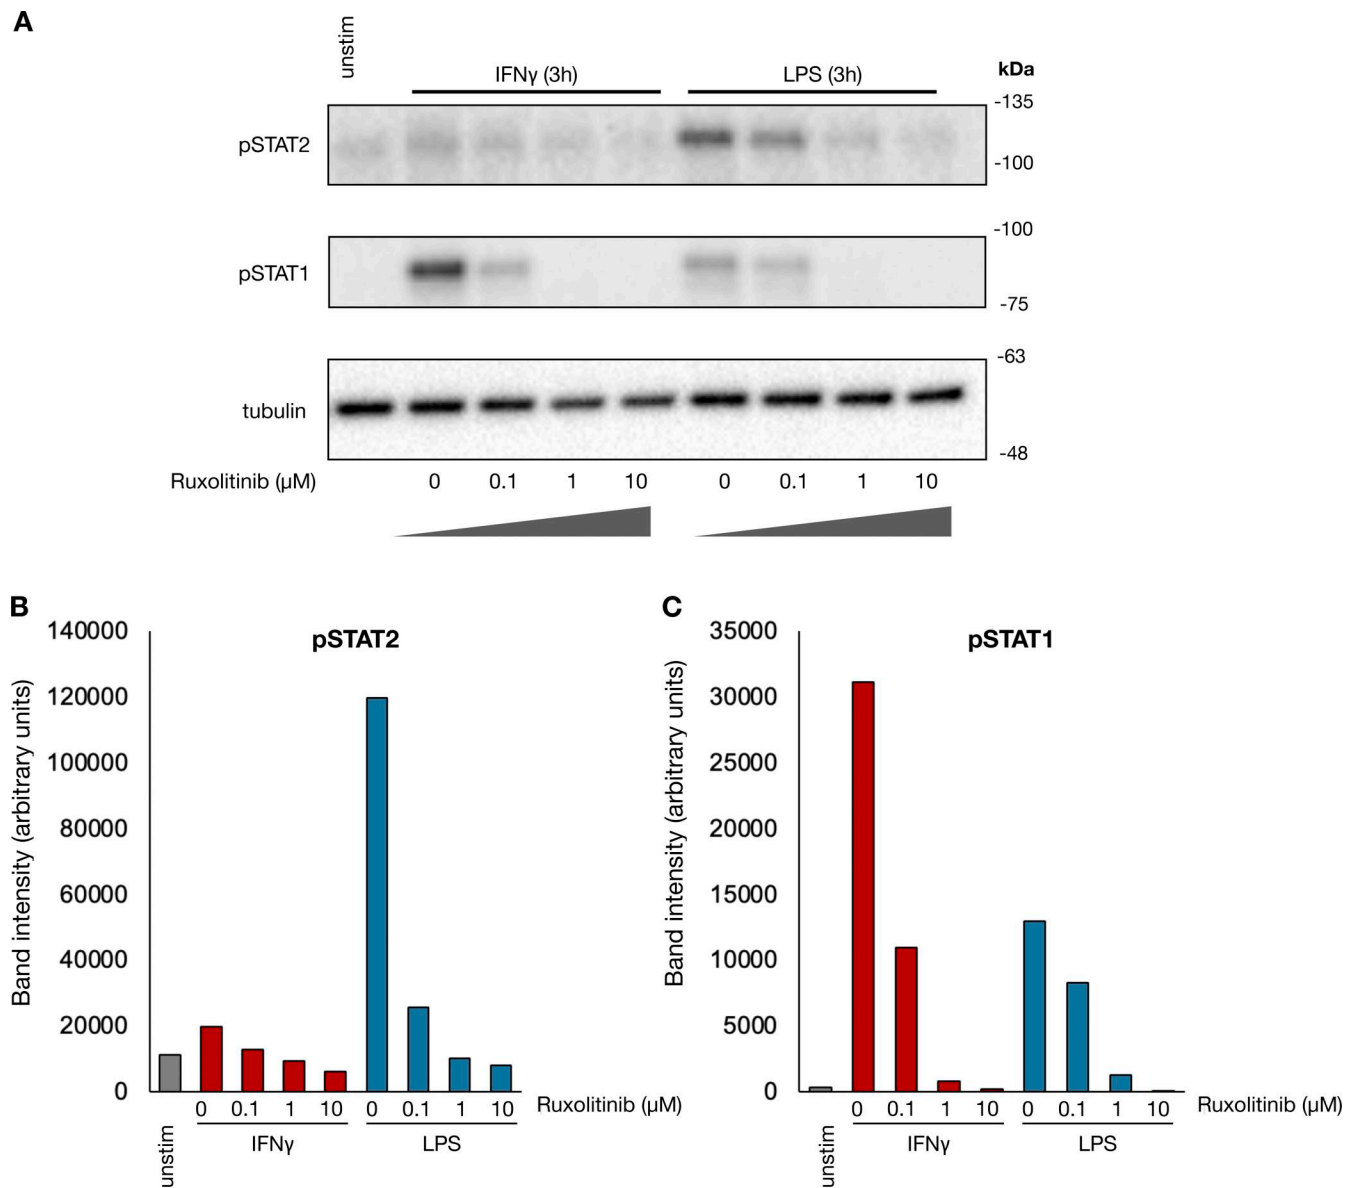 A
unstim
IFNγ (3h)
LPS (3h)
kDa
-135
pSTAT2
-100
-100
pSTAT1
-75
-63
tubulin
-48
Ruxolitinib (µM) 0 0.1 1 10 0 0.1 1 10
B
pSTAT2
Band intensity (arbitrary units)
140000
120000
100000
80000
60000
40000
20000
0
0 0.1 1 10 0 0.1 1 10 Ruxolitinib (µM)
unstim
IFNγ
LPS
C
pSTAT1
Band intensity (arbitrary units)
35000
30000
25000
20000
15000
10000
5000
0
0 0.1 1 10 0 0.1 1 10 Ruxolitinib (µM)
unstim
IFNγ
LPS